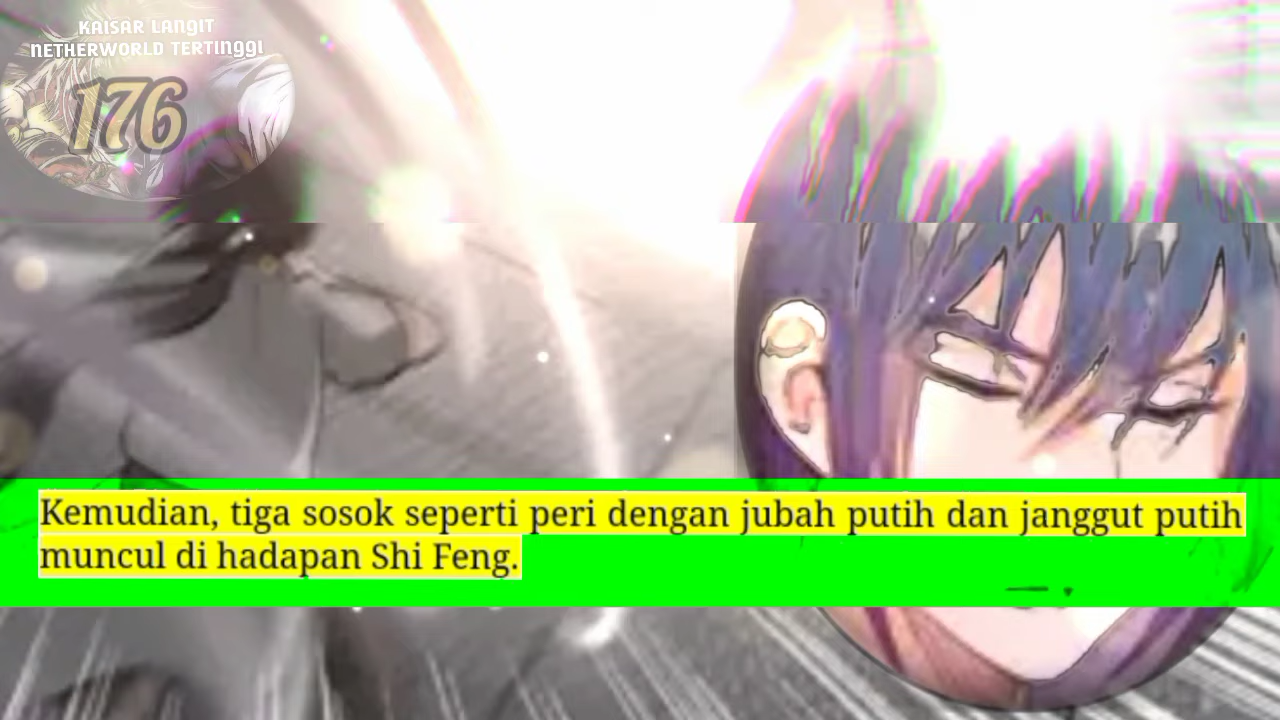 KAISAR LANGIT
NETHERWORLD TERTINGGI
176
Kemudian, tiga sosok seperti peri dengan jubah putih dan janggut putih
muncul di hadapan Shi Feng.